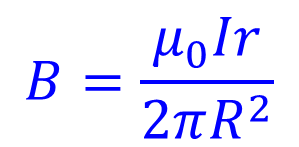 B = μ₀Ir / 2πR²